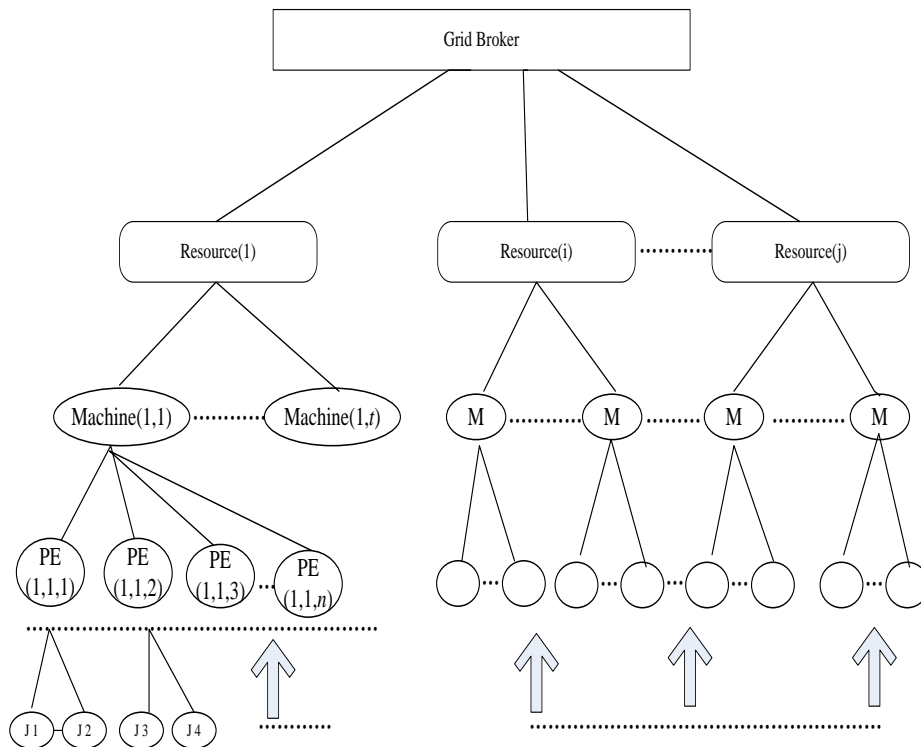 Grid Broker
Resource(1)
Resource(i)
Resource(j)
Machine(1,1)
Machine(1,t)
M
M
M
M
PE
(1,1,1)
PE
(1,1,2)
PE
(1,1,3)
PE
(1,1,n)
J1
J2
J3
J4